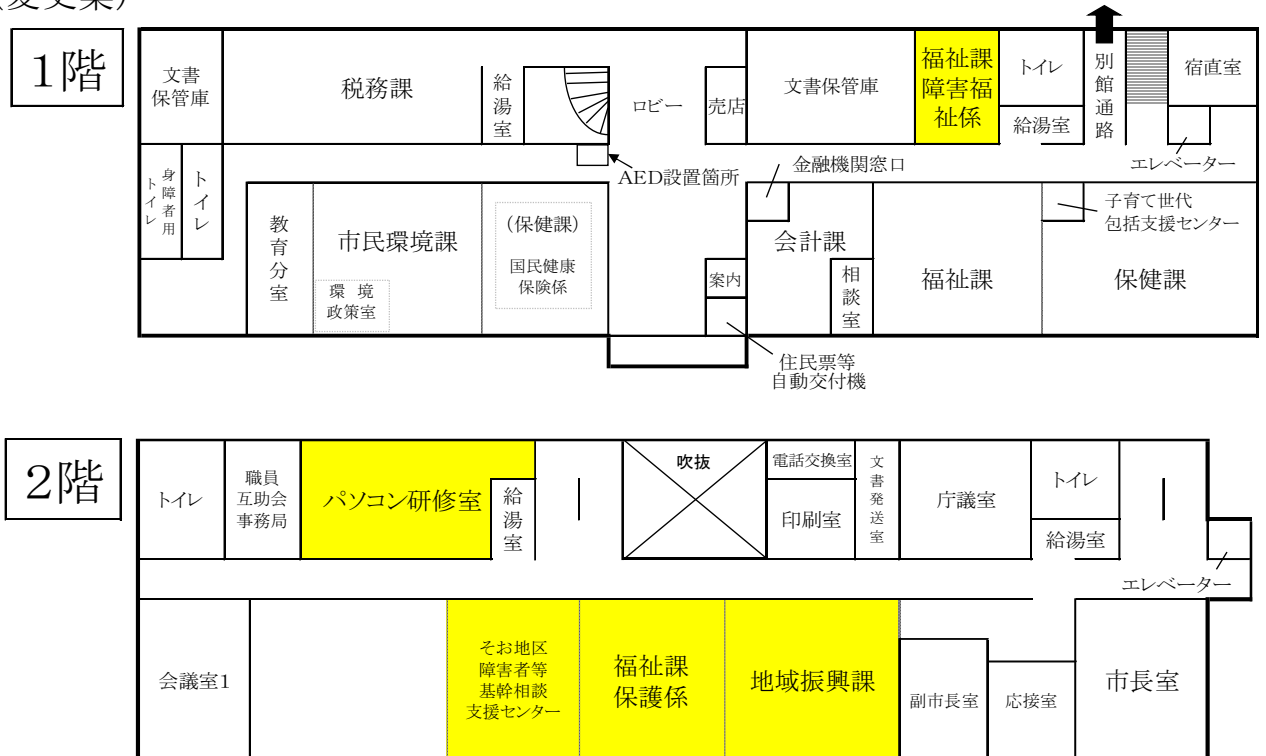 (変更案)
1階
文書
保管庫
税務課
給湯室
ロビー
売店
文書保管庫
福祉課
障害福
祉係
トイレ
給湯室
別館通路
宿直室
エレベーター
AED設置箇所
金融機関窓口
身障者用
トイレ
トイレ
教育分室
市民環境課
環 境
政策室
(保健課)
国民健康
保険係
案内
会計課
相談室
福祉課
子育て世代
包括支援センター
保健課
住民票等
自動交付機
2階
トイレ
職員
互助会
事務局
パソコン研修室
給湯室
吹抜
電話交換室
印刷室
文書発送室
庁議室
トイレ
給湯室
エレベーター
会議室1
そお地区
障害者等
基幹相談
支援センター
福祉課
保護係
地域振興課
副市長室
応接室
市長室